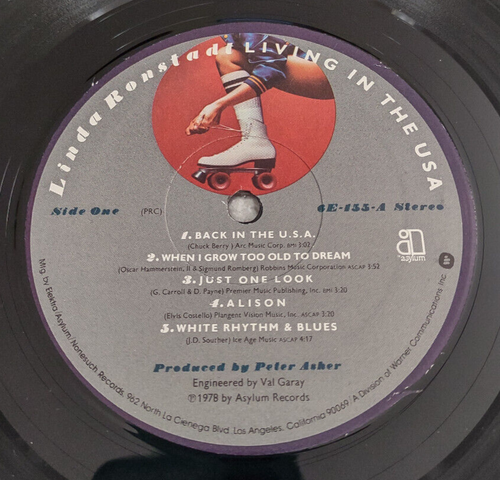 Linda Ronstadt LIVING IN THE USA
Side One (PRC) 6E-155-A Stereo
1. BACK IN THE U.S.A.
(Chuck Berry) Arc Music Corp. BMI 3:02
2. WHEN I GROW TOO OLD TO DREAM
(Oscar Hammerstein, II & Sigmund Romberg) Robbins Music Corporation ASCAP 3:52
3. JUST ONE LOOK
(G. Carroll & D. Payne) Premier Music Publishing, Inc. BMI 3:20
4. ALISON
(Elvis Costello) Plangent Vision Music, Inc. ASCAP 3:20
5. WHITE RHYTHM & BLUES
(J.D. Souther) Ice Age Music ASCAP 4:17
asylum
Produced by Peter Asher
Engineered by Val Garay
℗1978 by Asylum Records
Mfg. by Elektra/Asylum/Nonesuch Records, 962 North La Cienega Blvd. Los Angeles, California 90069/A Division of Warner Communications Inc.